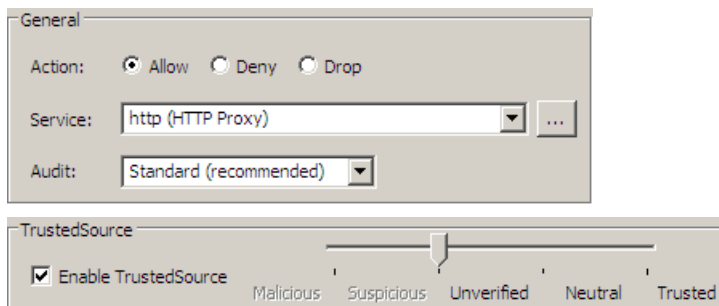 General
Action: Allow Deny Drop
Service: http (HTTP Proxy) ...
Audit: Standard (recommended)
TrustedSource
Enable TrustedSource
Malicious Suspicious Unverified Neutral Trusted